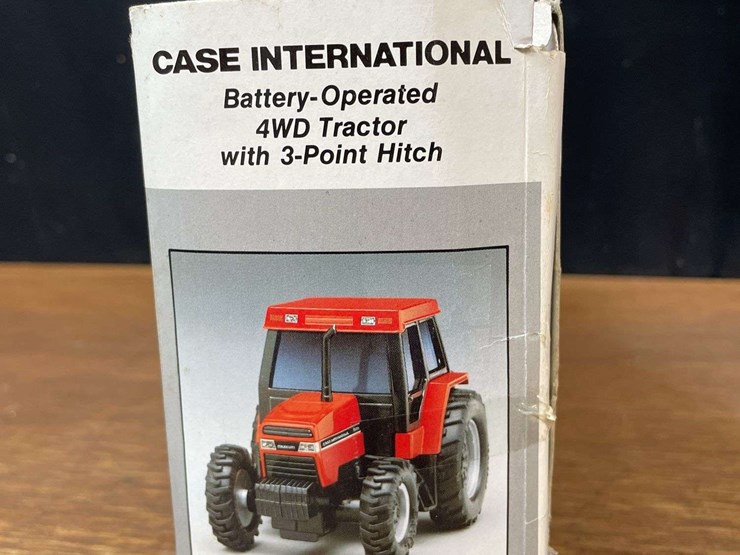 CASE INTERNATIONAL
Battery-Operated
4WD Tractor
with 3-Point Hitch